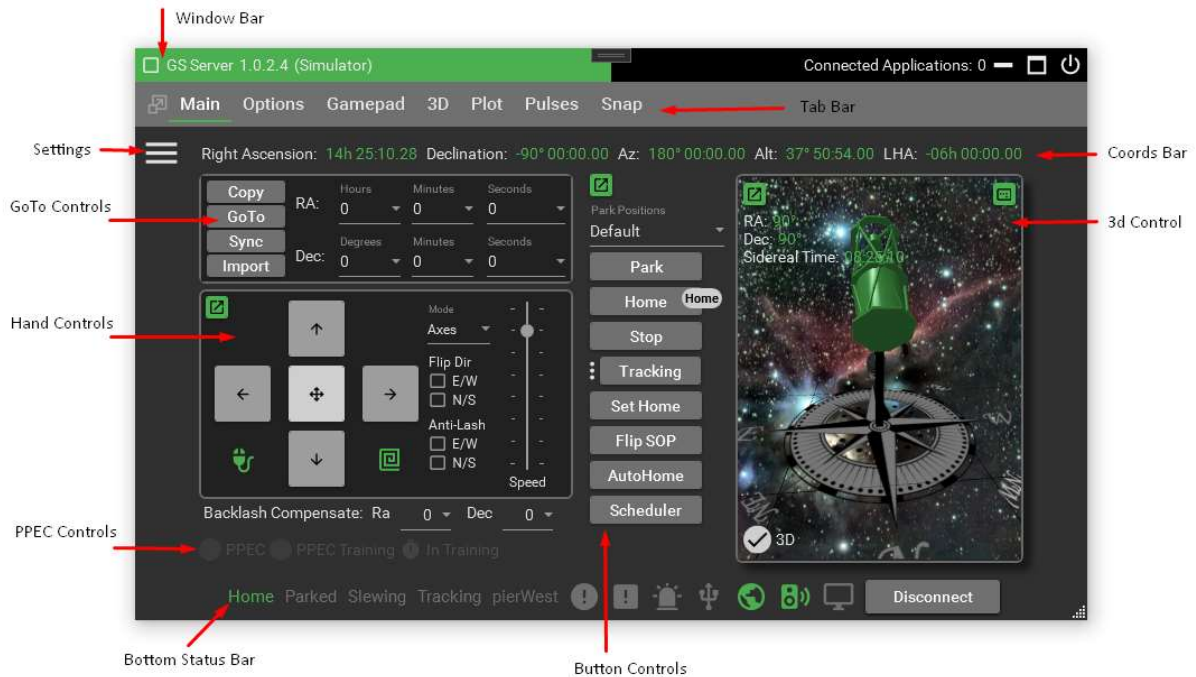 Window Bar
GS Server 1.0.2.4 (Simulator)
Connected Applications: 0
Main Options Gamepad 3D Plot Pulses Snap
Tab Bar
Settings
Right Ascension: 14h 25:10.28 Declination: -90° 00:00.00 Az: 180° 00:00.00 Alt: 37° 50:54.00 LHA: -06h 00:00.00
Coords Bar
GoTo Controls
Copy
GoTo
Sync
Import
Hours Minutes Seconds
RA: 0 0 0
Degrees Minutes Seconds
Dec: 0 0 0
Park Positions
Default
Park
Home Home
Stop
Tracking
Set Home
Flip SOP
AutoHome
Scheduler
RA: 90°
Dec: 90°
Sidereal Time: 08:25:10
3d Control
Hand Controls
Mode
Axes
Flip Dir
E/W
N/S
Anti-Lash
E/W
N/S
Speed
3D
Backlash Compensate: Ra 0 Dec 0
PPEC Controls
PPEC PPEC Training In Training
Home Parked Slewing Tracking pierWest
Disconnect
Bottom Status Bar
Button Controls